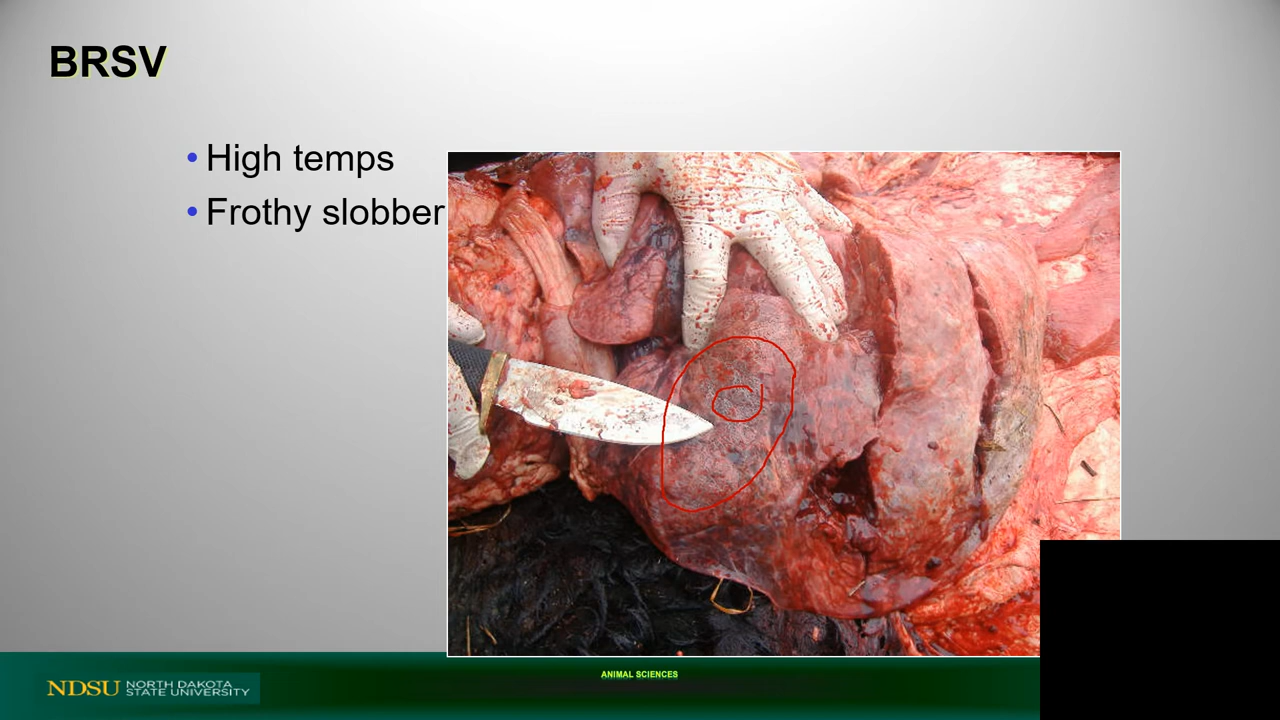 BRSV
• High temps
• Frothy slobber
ANIMAL SCIENCES
NDSU NORTH DAKOTA
STATE UNIVERSITY